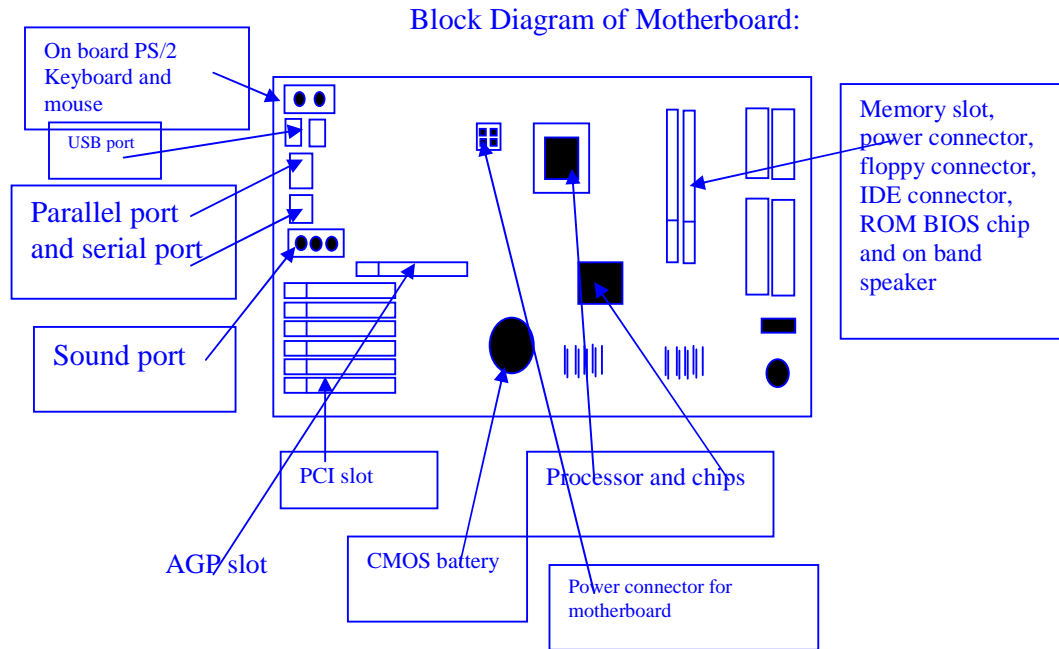 Block Diagram of Motherboard:
On board PS/2
Keyboard and
mouse
USB port
Parallel port
and serial port
Sound port
Memory slot,
power connector,
floppy connector,
IDE connector,
ROM BIOS chip
and on band
speaker
PCI slot
Processor and chips
AGP slot
CMOS battery
Power connector for
motherboard